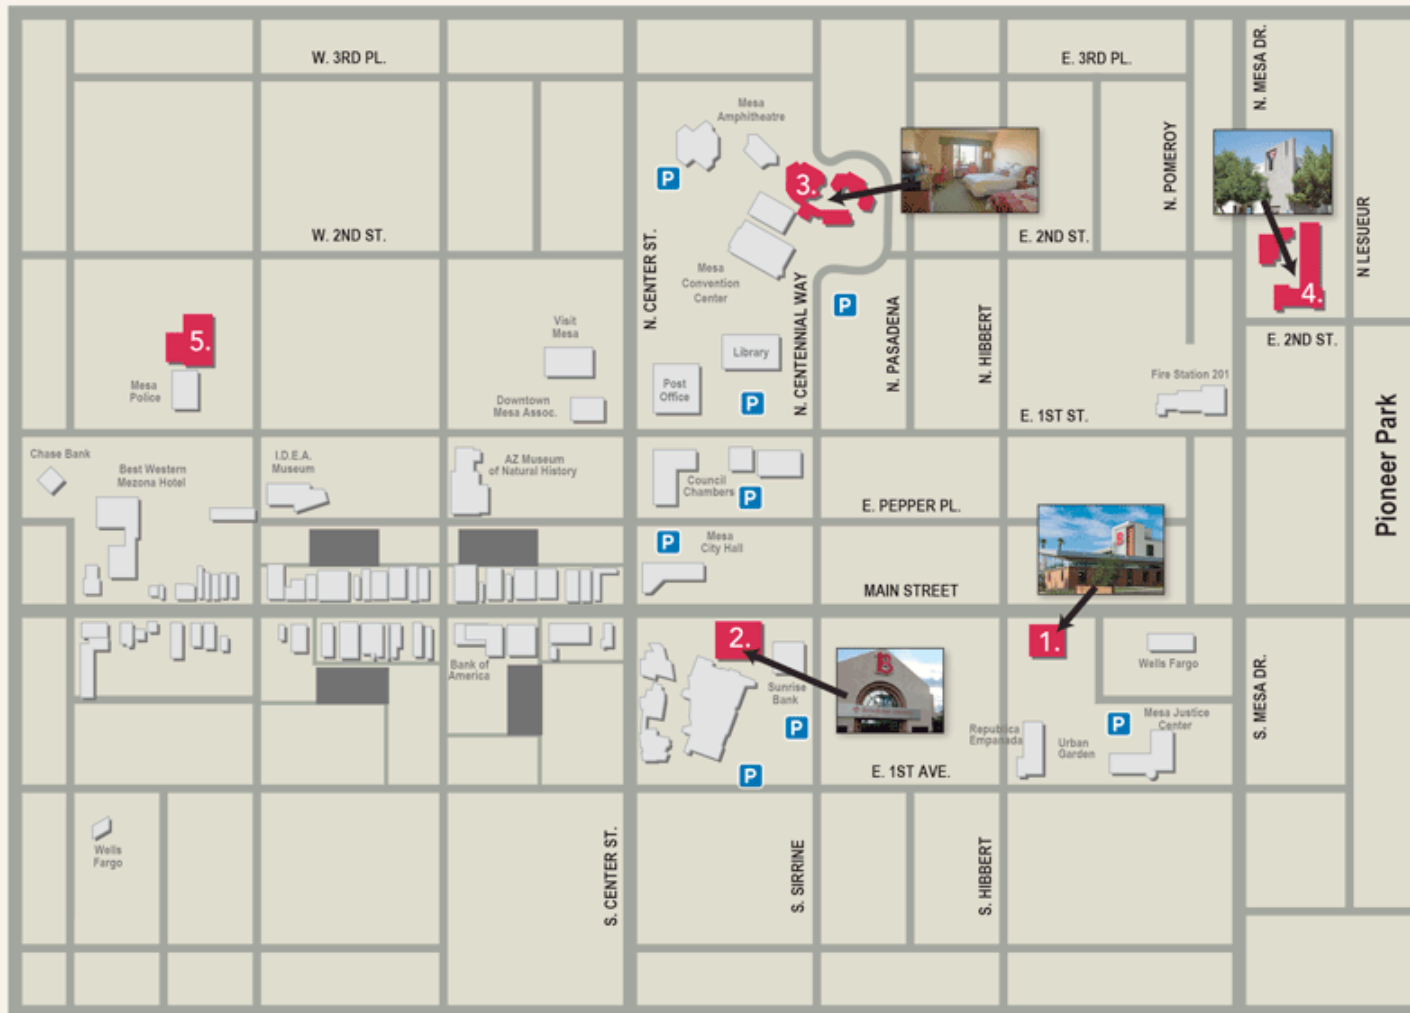 W. 3RD PL.
E. 3RD PL.
N. MESA DR.
Mesa
Amphitheatre
N. POMEROY
P
3.
W. 2ND ST.
E. 2ND ST.
N. CENTER ST.
N LESUEUR
Mesa
Convention
Center
4.
N. CENTENNIAL WAY
P
N. PASADENA
N. HIBBERT
5.
Visit
Mesa
E. 2ND ST.
Library
Mesa
Police
Post
Office
Fire Station 201
Downtown
Mesa Assoc.
P
E. 1ST ST.
Pioneer Park
Chase Bank
Best Western
Mezona Hotel
I.D.E.A.
Museum
AZ Museum
of Natural History
Council
Chambers
P
E. PEPPER PL.
P
Mesa
City Hall
B
MAIN STREET
2.
1.
Bank of
America
Sunrise
Bank
B
Wells Fargo
S. MESA DR.
P
Republica
Empanada
Urban
Garden
P
Mesa Justice
Center
P
E. 1ST AVE.
Wells
Fargo
S. CENTER ST.
S. SIRRINE
S. HIBBERT